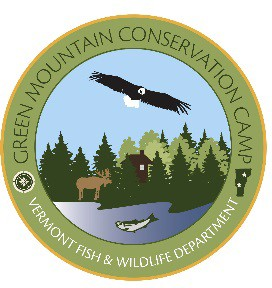 GREEN MOUNTAIN CONSERVATION CAMP
VERMONT FISH & WILDLIFE DEPARTMENT